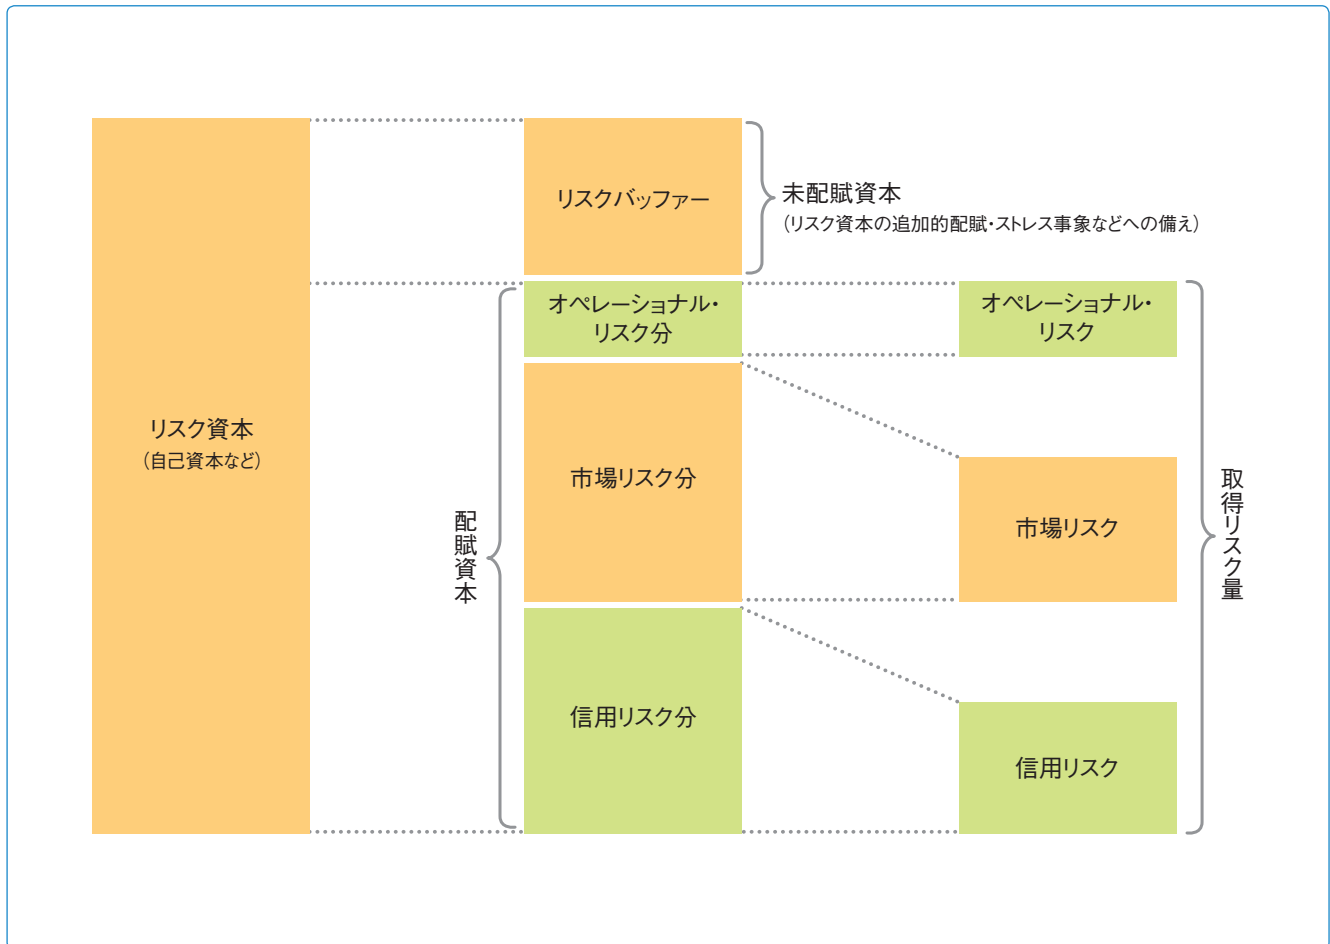 リスクバッファー
未配賦資本
（リスク資本の追加的配賦・ストレス事象などへの備え）
オペレーショナル・
リスク分
オペレーショナル・
リスク
リスク資本
（自己資本など）
配賦資本
市場リスク分
市場リスク
取得リスク量
信用リスク分
信用リスク